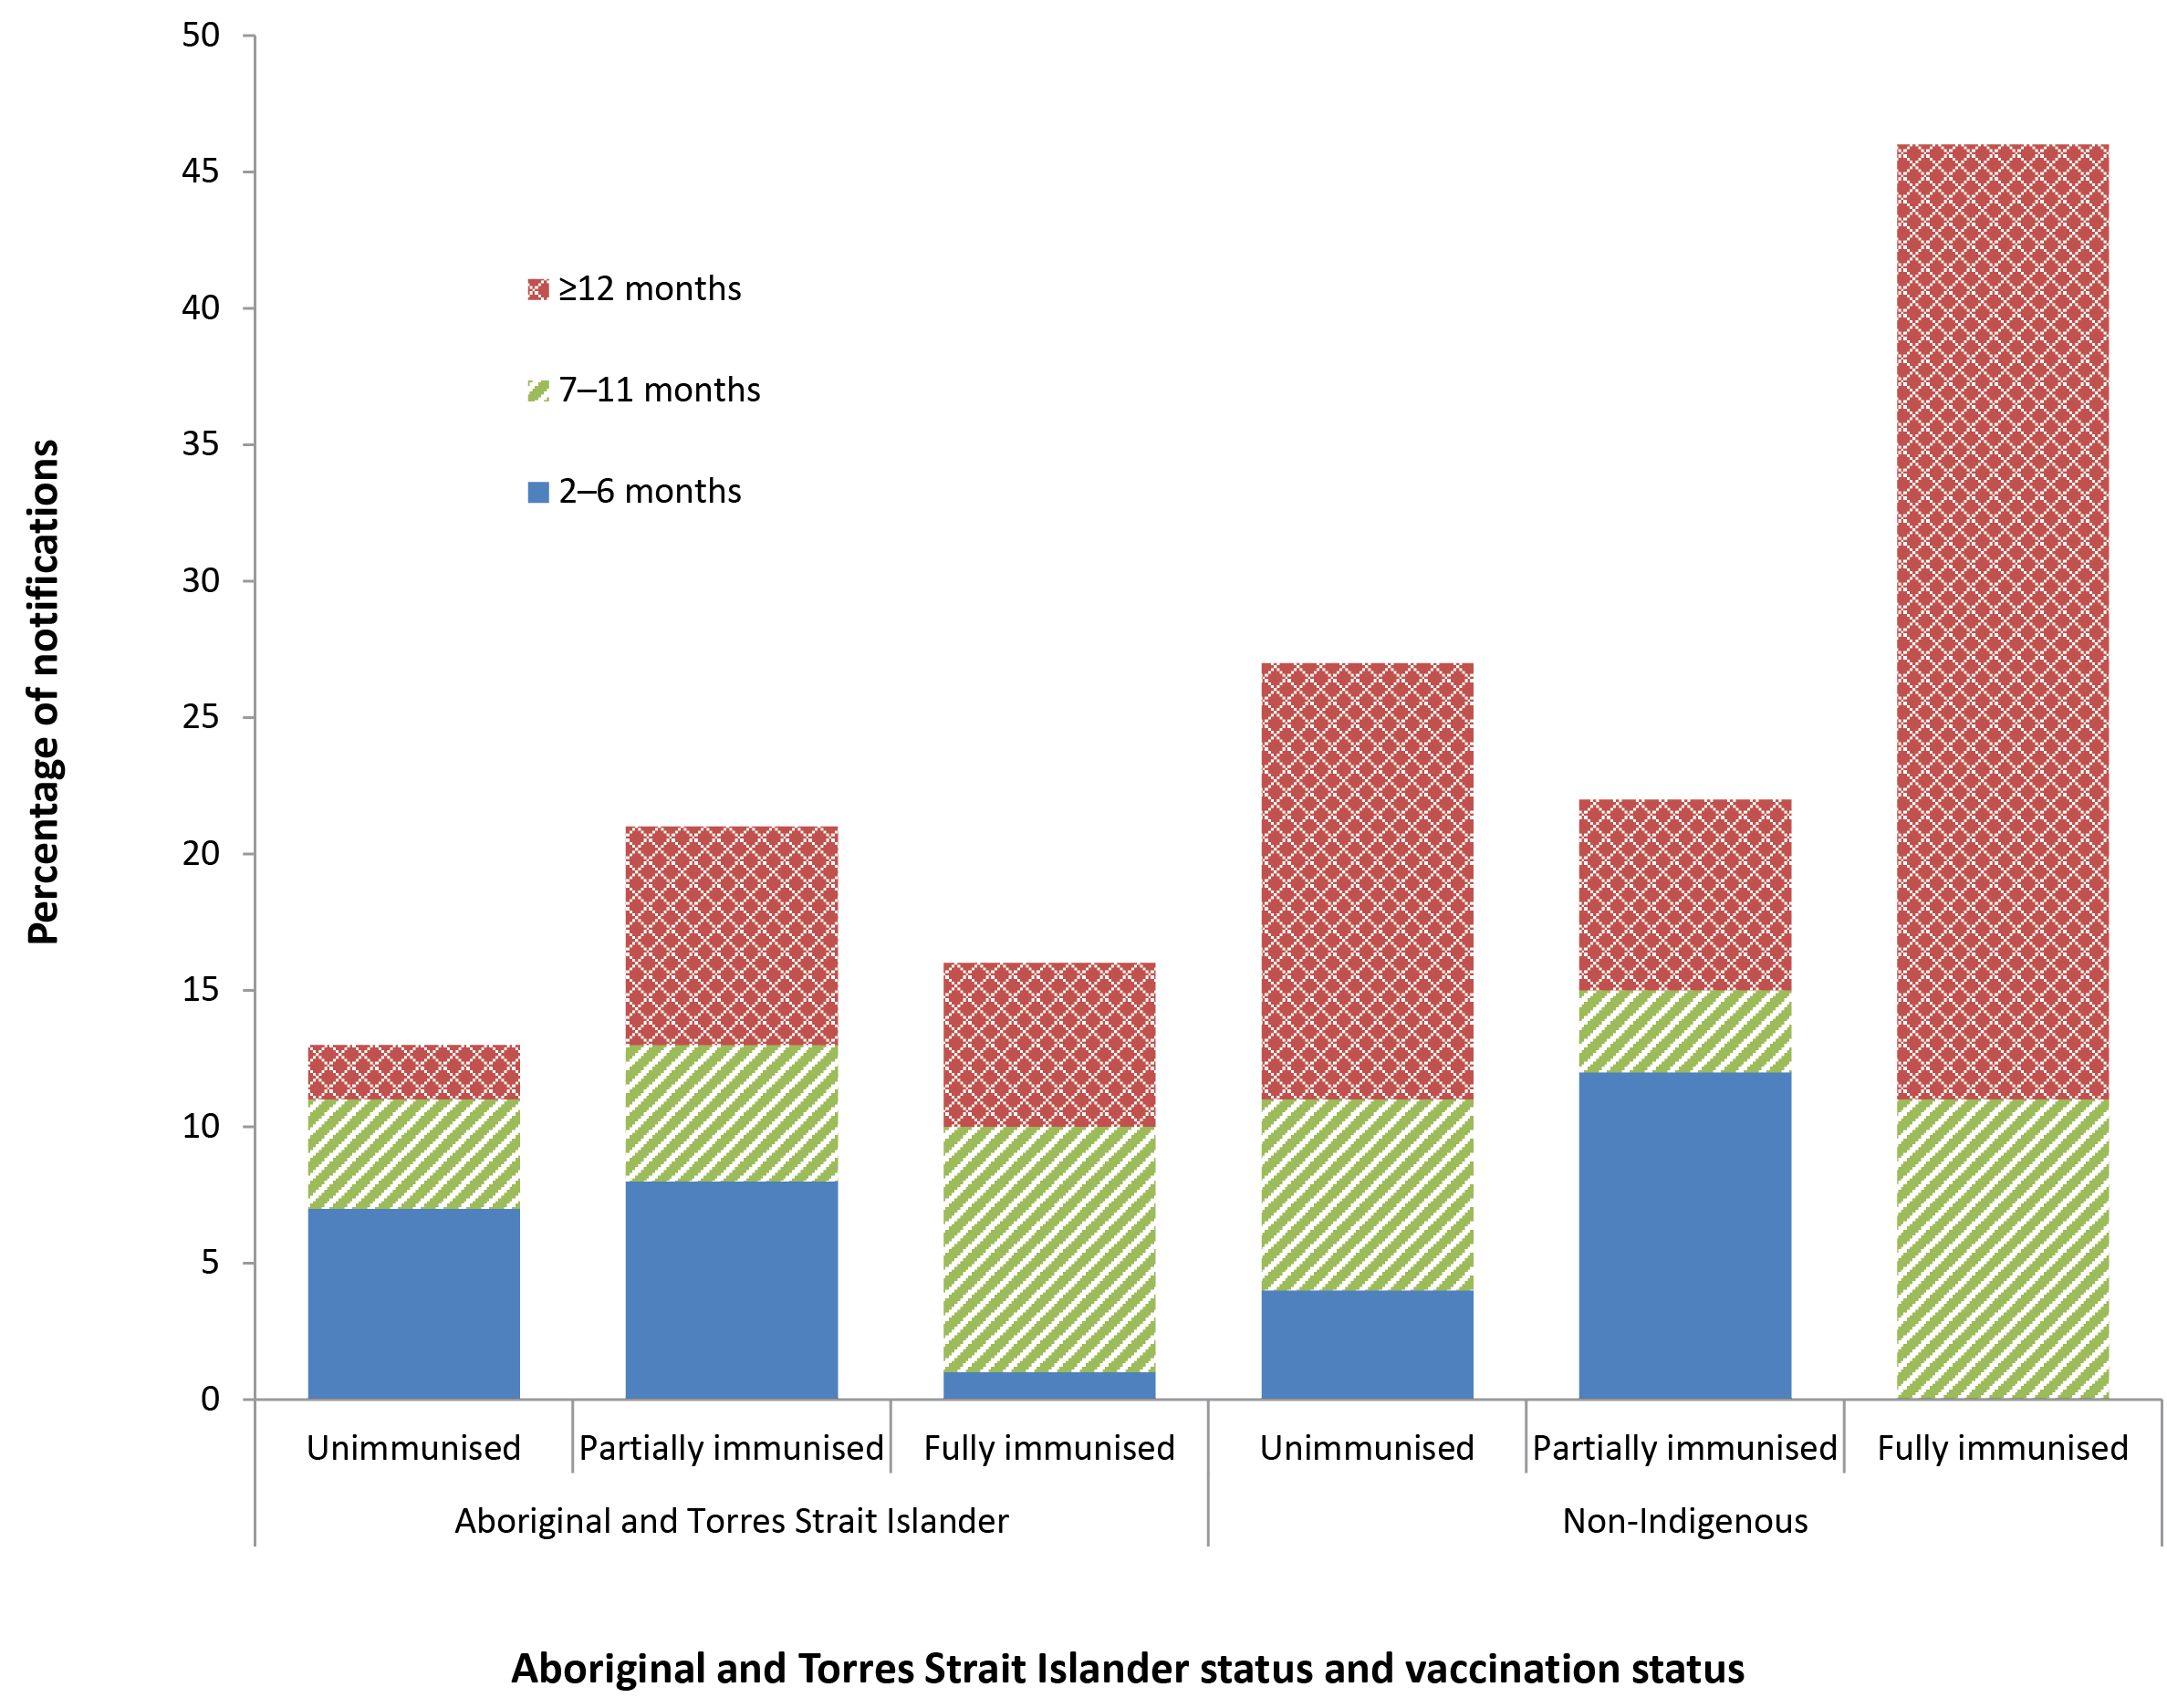 50
45
40
35
30
25
20
15
10
5
0
Percentage of notifications
≥12 months
7–11 months
2–6 months
Unimmunised Partially immunised Fully immunised Unimmunised Partially immunised Fully immunised
Aboriginal and Torres Strait Islander Non-Indigenous
Aboriginal and Torres Strait Islander status and vaccination status